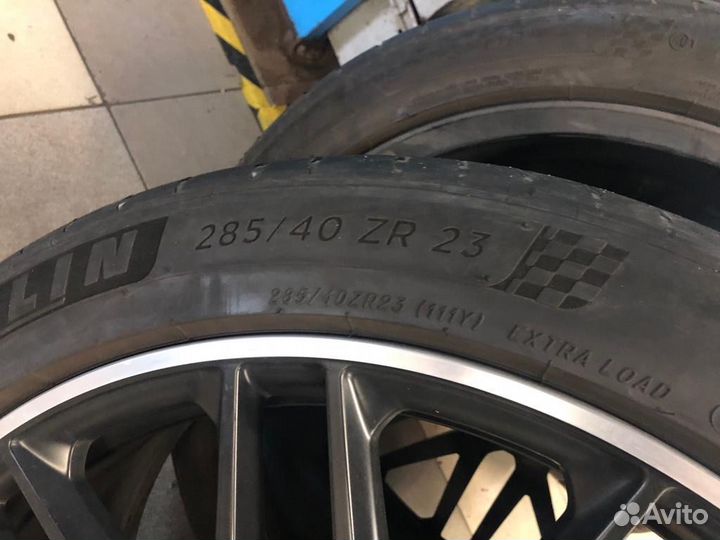 LIN
285/40 ZR 23
285/40ZR23 (111Y) EXTRA LOAD
Avito